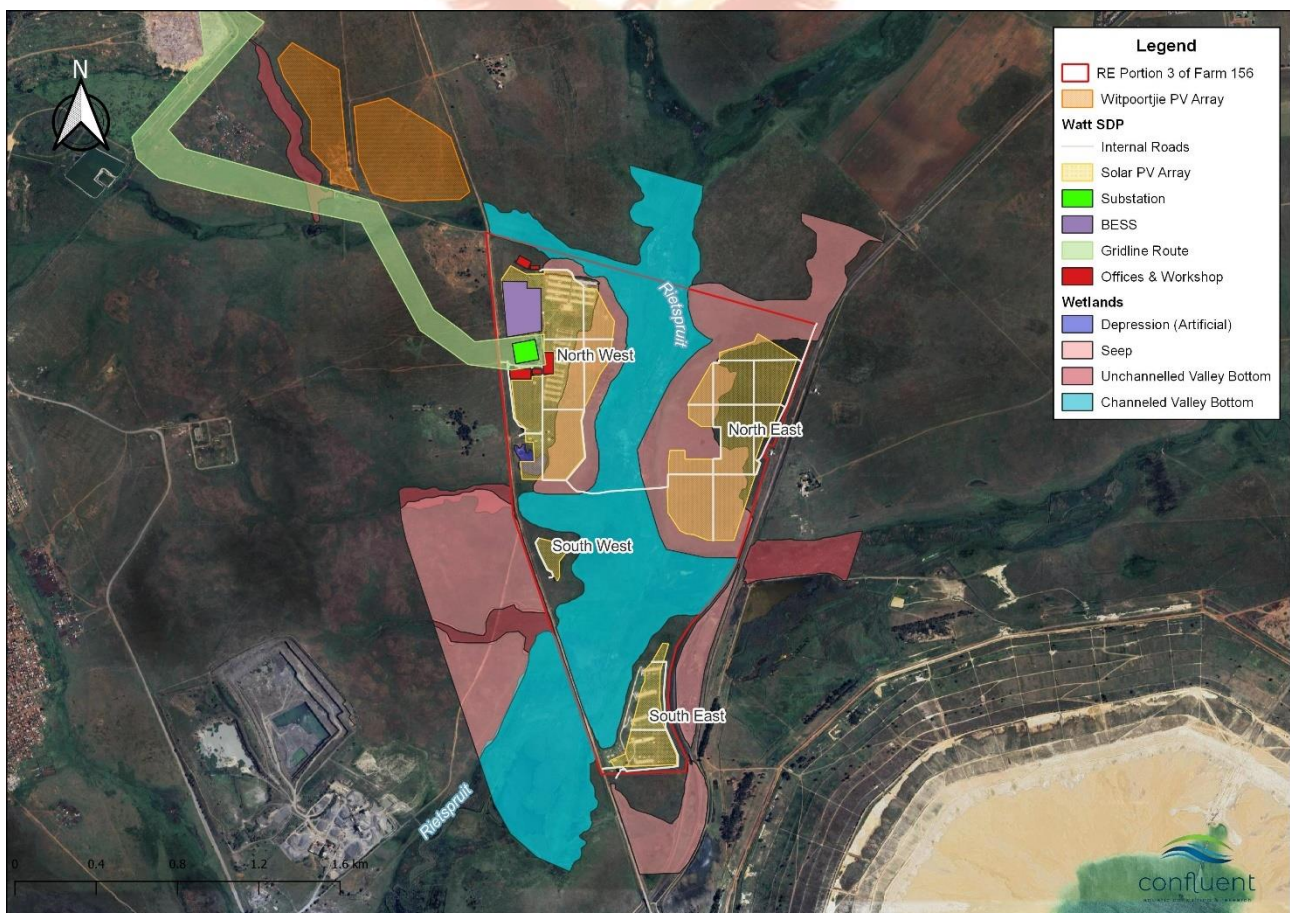 Legend
RE Portion 3 of Farm 156
Witpoortjie PV Array
Watt SDP
Internal Roads
Solar PV Array
Substation
BESS
Gridline Route
Offices & Workshop
Wetlands
Depression (Artificial)
Seep
Unchannelled Valley Bottom
Channeled Valley Bottom
N
Rietspruit
North West
North East
South West
South East
Rietspruit
0 0.4 0.8 1.2 1.6 km
confluent